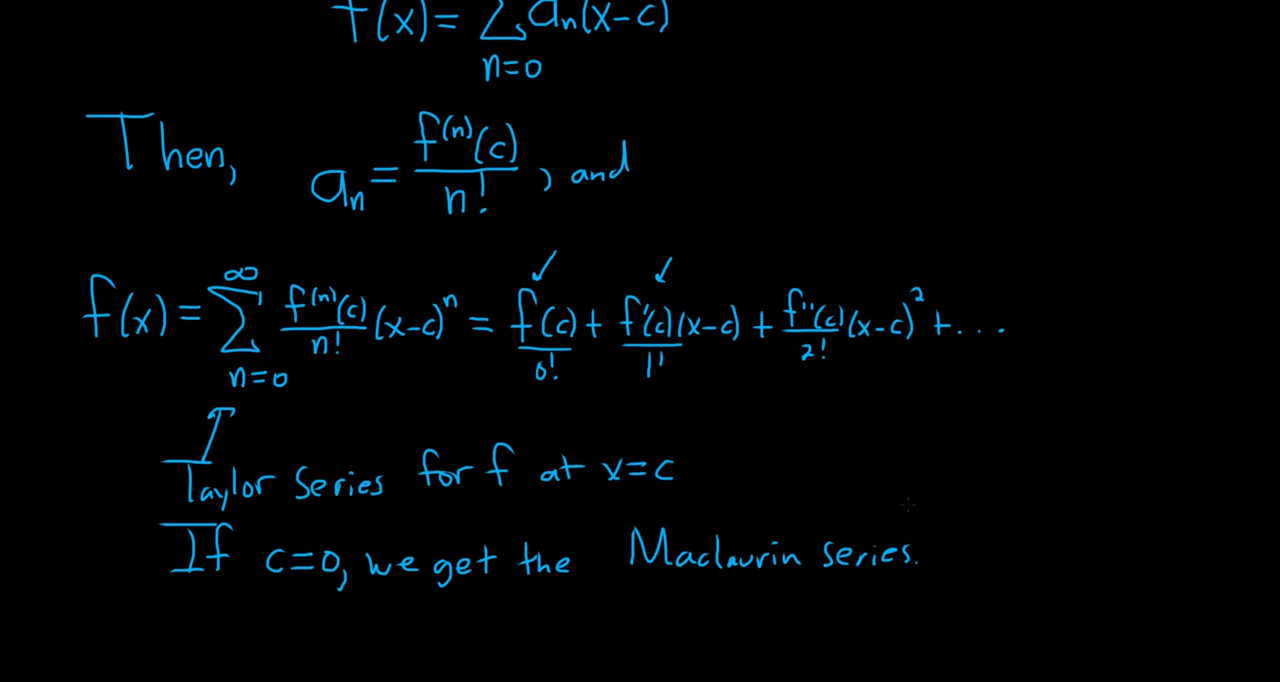 f(x) = ∑ aₙ(x-c)
n=0
Then, aₙ = f⁽ⁿ⁾(c) / n! , and
f(x) = ∑_{n=0}^{∞} f⁽ⁿ⁾(c)/n! (x-c)ⁿ = f(c)/0! + f'(c)/1! (x-c) + f''(c)/2! (x-c)² + ...
Taylor Series for f at x=c
If c=0, we get the Maclaurin series.